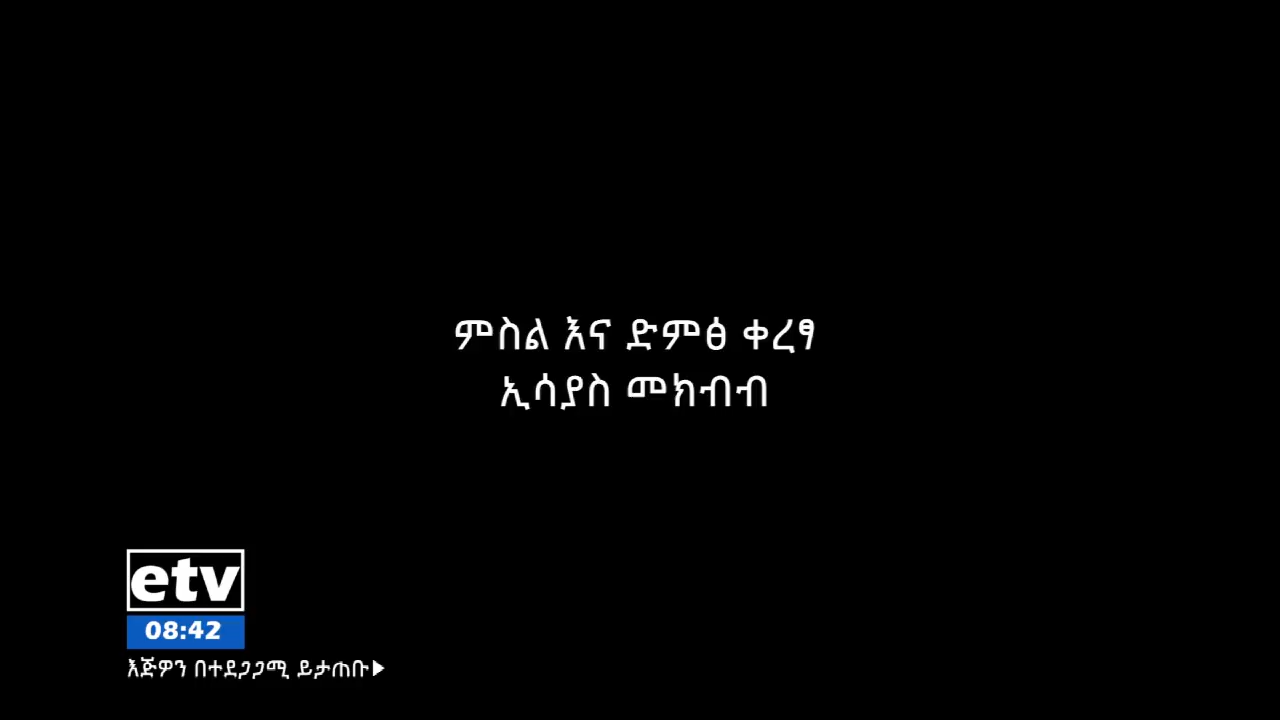 ምስል እና ድምፅ ቀረፃ
ኢሳያስ መክብብ
etv
08:42
እጅዎን በተደጋጋሚ ይታጠቡ